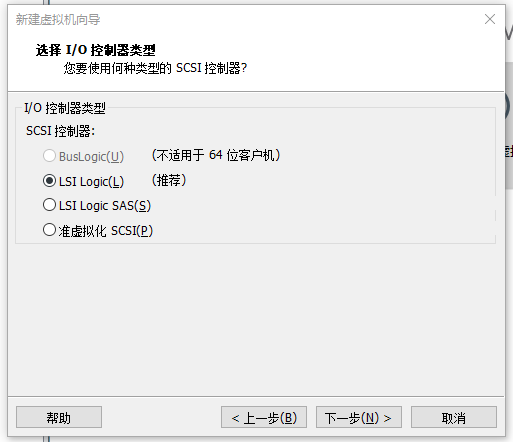 新建虚拟机向导
选择 I/O 控制器类型
您要使用何种类型的 SCSI 控制器?
I/O 控制器类型
SCSI 控制器:
BusLogic(U) (不适用于 64 位客户机)
LSI Logic(L) (推荐)
LSI Logic SAS(S)
准虚拟化 SCSI(P)
帮助 < 上一步(B) 下一步(N) > 取消